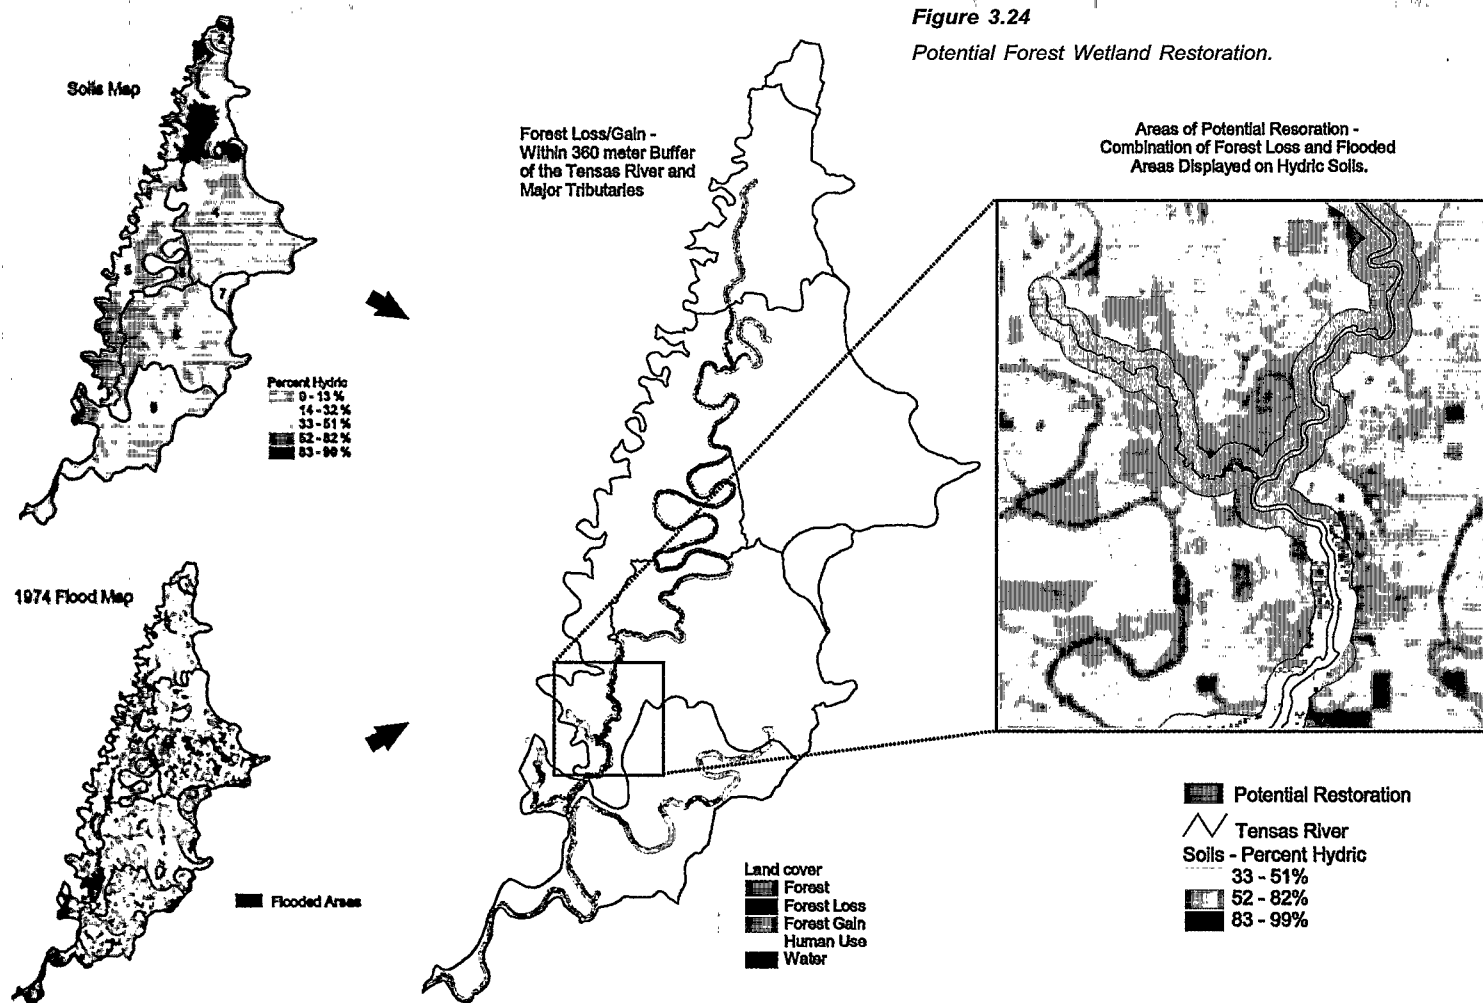 Figure 3.24
Potential Forest Wetland Restoration.
Soils Map
2
4
7
9
Percent Hydric
0 - 13 %
14 - 32 %
33 - 51 %
52 - 82 %
83 - 99 %
Forest Loss/Gain -
Within 360 meter Buffer
of the Tensas River and
Major Tributaries
Areas of Potential Resoration -
Combination of Forest Loss and Flooded
Areas Displayed on Hydric Soils.
1974 Flood Map
Flooded Areas
Land cover
Forest
Forest Loss
Forest Gain
Human Use
Water
Potential Restoration
Tensas River
Soils - Percent Hydric
33 - 51%
52 - 82%
83 - 99%